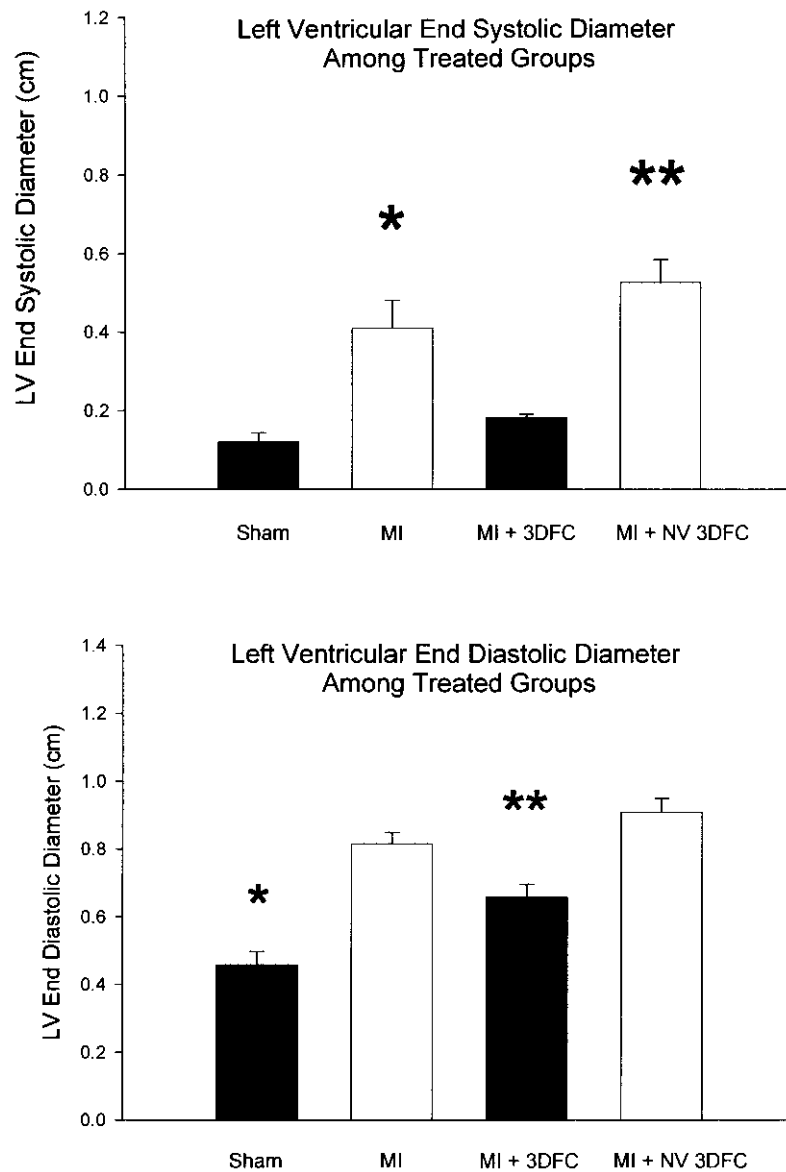 Left Ventricular End Systolic Diameter
Among Treated Groups
LV End Systolic Diameter (cm)
1.2
1.0
0.8
0.6
0.4
0.2
0.0
*
**
Sham MI MI + 3DFC MI + NV 3DFC
Left Ventricular End Diastolic Diameter
Among Treated Groups
LV End Diastolic Diameter (cm)
1.4
1.2
1.0
0.8
0.6
0.4
0.2
0.0
*
**
Sham MI MI + 3DFC MI + NV 3DFC